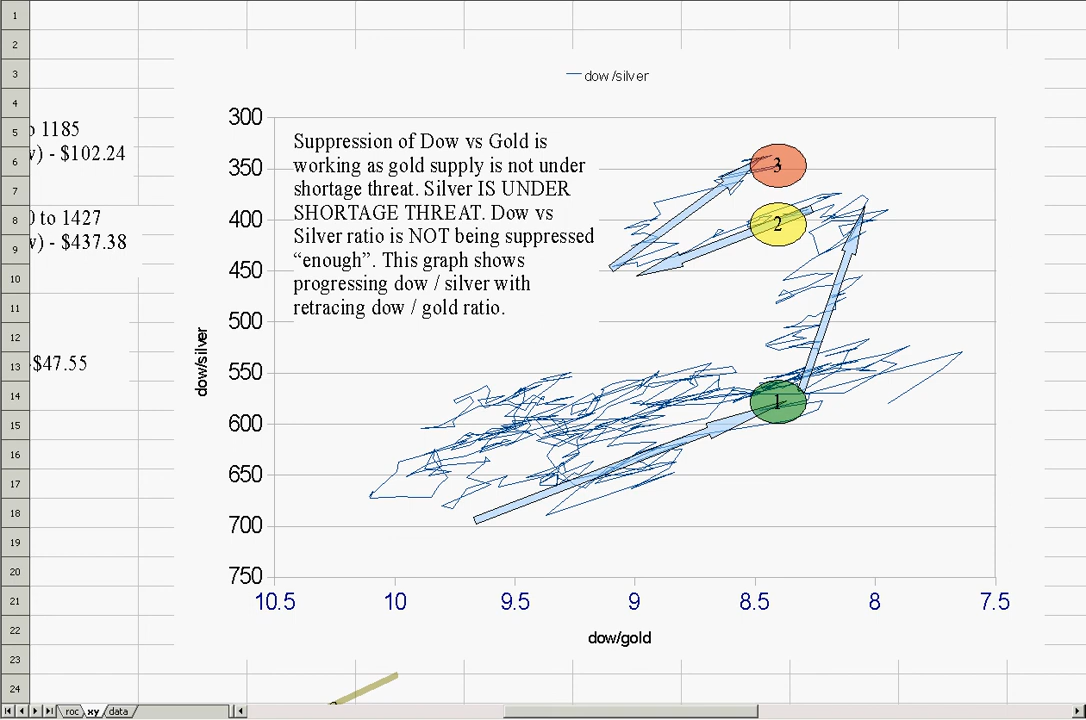 1
2
3
4
5
6
7
8
9
10
11
12
13
14
15
16
17
18
19
20
21
22
23
24
1185
- $102.24
0 to 1427
- $437.38
$47.55
dow/silver
300
350
400
450
500
550
600
650
700
750
dow/silver
Suppression of Dow vs Gold is
working as gold supply is not under
shortage threat. Silver IS UNDER
SHORTAGE THREAT. Dow vs
Silver ratio is NOT being suppressed
“enough”. This graph shows
progressing dow / silver with
retracing dow / gold ratio.
3
2
1
10.5 10 9.5 9 8.5 8 7.5
dow/gold
roc xy data